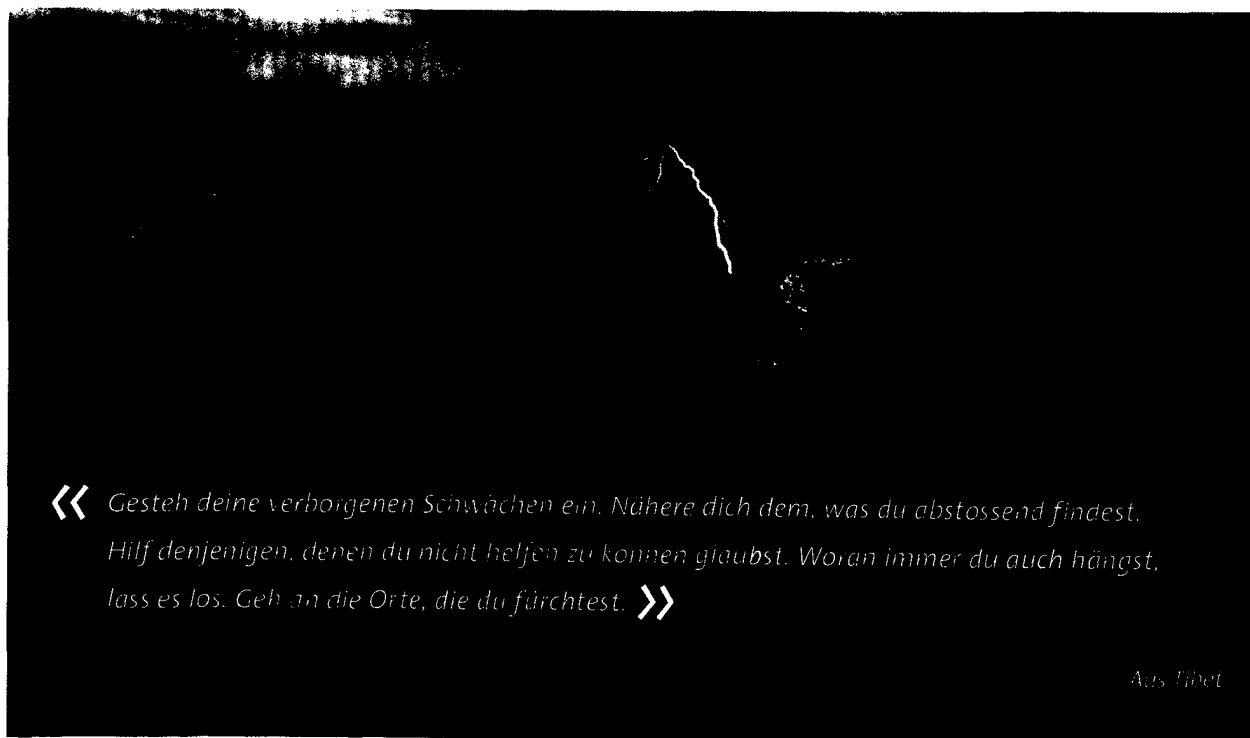 « Gesteh deine verborgenen Schwächen ein. Nähere dich dem, was du abstossend findest.
Hilf denjenigen, denen du nicht helfen zu können glaubst. Woran immer du auch hängst,
lass es los. Geh an die Orte, die du fürchtest. »
Aus Tibet